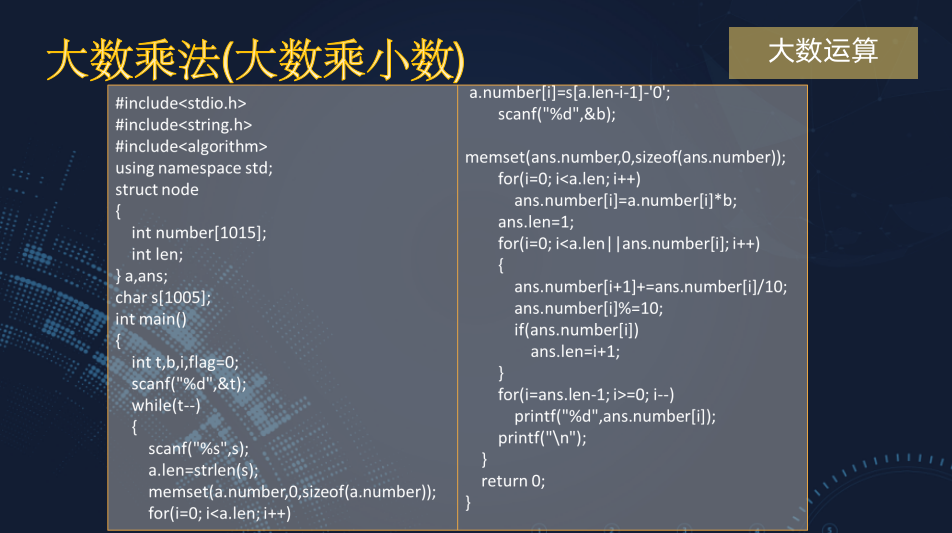 大数乘法(大数乘小数)
大数运算
#include<stdio.h>
#include<string.h>
#include<algorithm>
using namespace std;
struct node
{
    int number[1015];
    int len;
} a,ans;
char s[1005];
int main()
{
    int t,b,i,flag=0;
    scanf("%d",&t);
    while(t--)
    {
        scanf("%s",s);
        a.len=strlen(s);
        memset(a.number,0,sizeof(a.number));
        for(i=0; i<a.len; i++)
a.number[i]=s[a.len-i-1]-'0';
        scanf("%d",&b);
memset(ans.number,0,sizeof(ans.number));
        for(i=0; i<a.len; i++)
            ans.number[i]=a.number[i]*b;
        ans.len=1;
        for(i=0; i<a.len||ans.number[i]; i++)
        {
            ans.number[i+1]+=ans.number[i]/10;
            ans.number[i]%=10;
            if(ans.number[i])
                ans.len=i+1;
        }
        for(i=ans.len-1; i>=0; i--)
            printf("%d",ans.number[i]);
        printf("\n");
    }
    return 0;
}